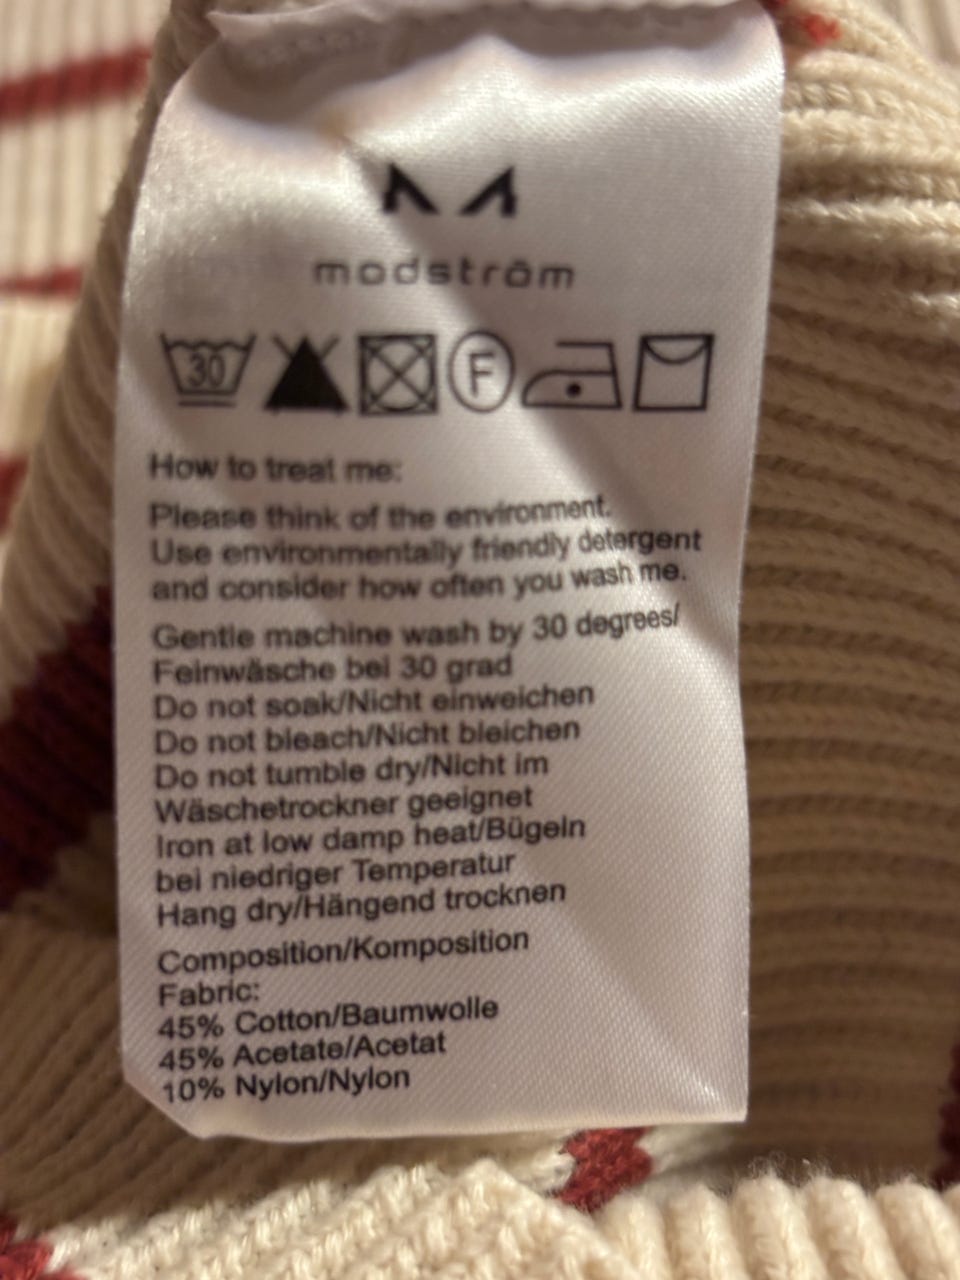 modström
30
F
How to treat me:
Please think of the environment.
Use environmentally friendly detergent
and consider how often you wash me.
Gentle machine wash by 30 degrees/
Feinwäsche bei 30 grad
Do not soak/Nicht einweichen
Do not bleach/Nicht bleichen
Do not tumble dry/Nicht im
Wäschetrockner geeignet
Iron at low damp heat/Bügeln
bei niedriger Temperatur
Hang dry/Hängend trocknen
Composition/Komposition
Fabric:
45% Cotton/Baumwolle
45% Acetate/Acetat
10% Nylon/Nylon